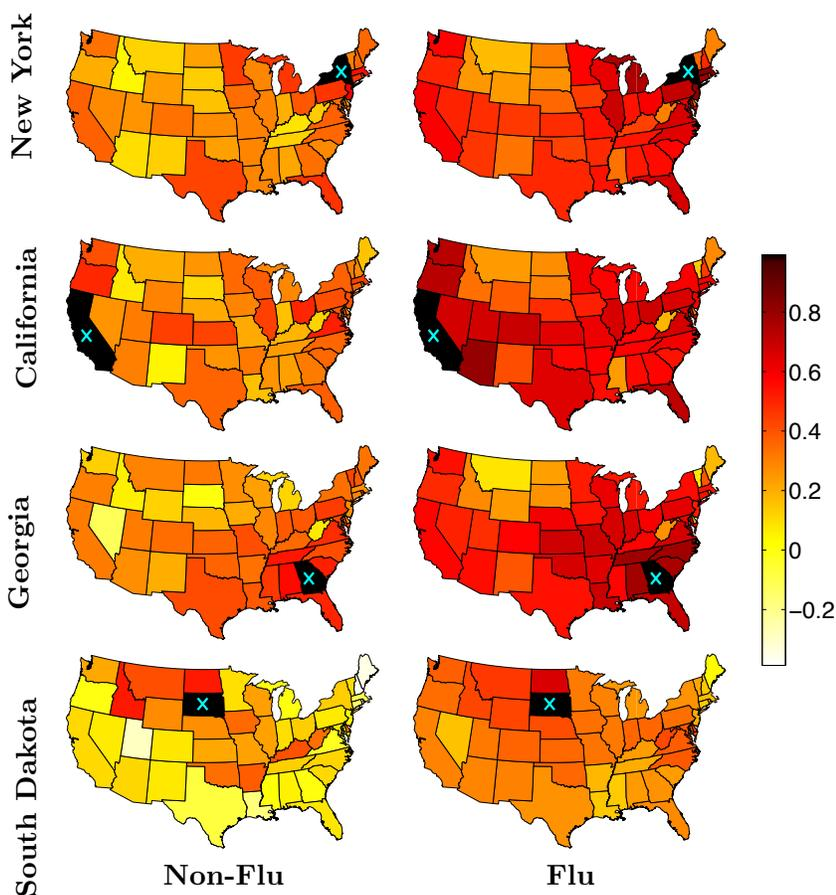 New York
California
0.8
0.6
0.4
0.2
0
−0.2
Georgia
South Dakota
Non-Flu
Flu